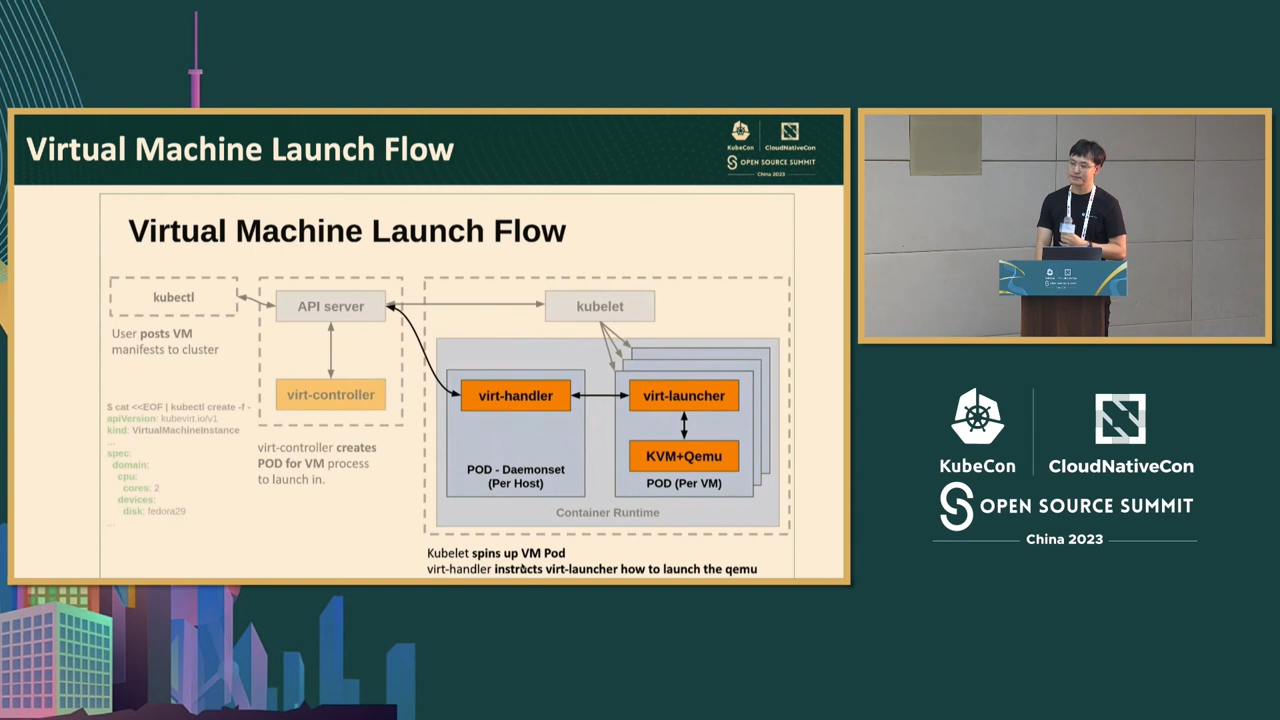 Virtual Machine Launch Flow
KubeCon
CloudNativeCon
OPEN SOURCE SUMMIT
China 2023
Virtual Machine Launch Flow
kubectl
User posts VM
manifests to cluster
$ cat <<EOF | kubectl create -f -
apiVersion: kubevirt.io/v1
kind: VirtualMachineInstance
...
spec:
domain:
cpu:
cores: 2
devices:
disk: fedora29
...
API server
virt-controller
virt-controller creates
POD for VM process
to launch in.
kubelet
virt-handler
POD - Daemonset
(Per Host)
virt-launcher
KVM+Qemu
POD (Per VM)
Container Runtime
Kubelet spins up VM Pod
virt-handler instructs virt-launcher how to launch the qemu
KubeCon
CloudNativeCon
OPEN SOURCE SUMMIT
China 2023